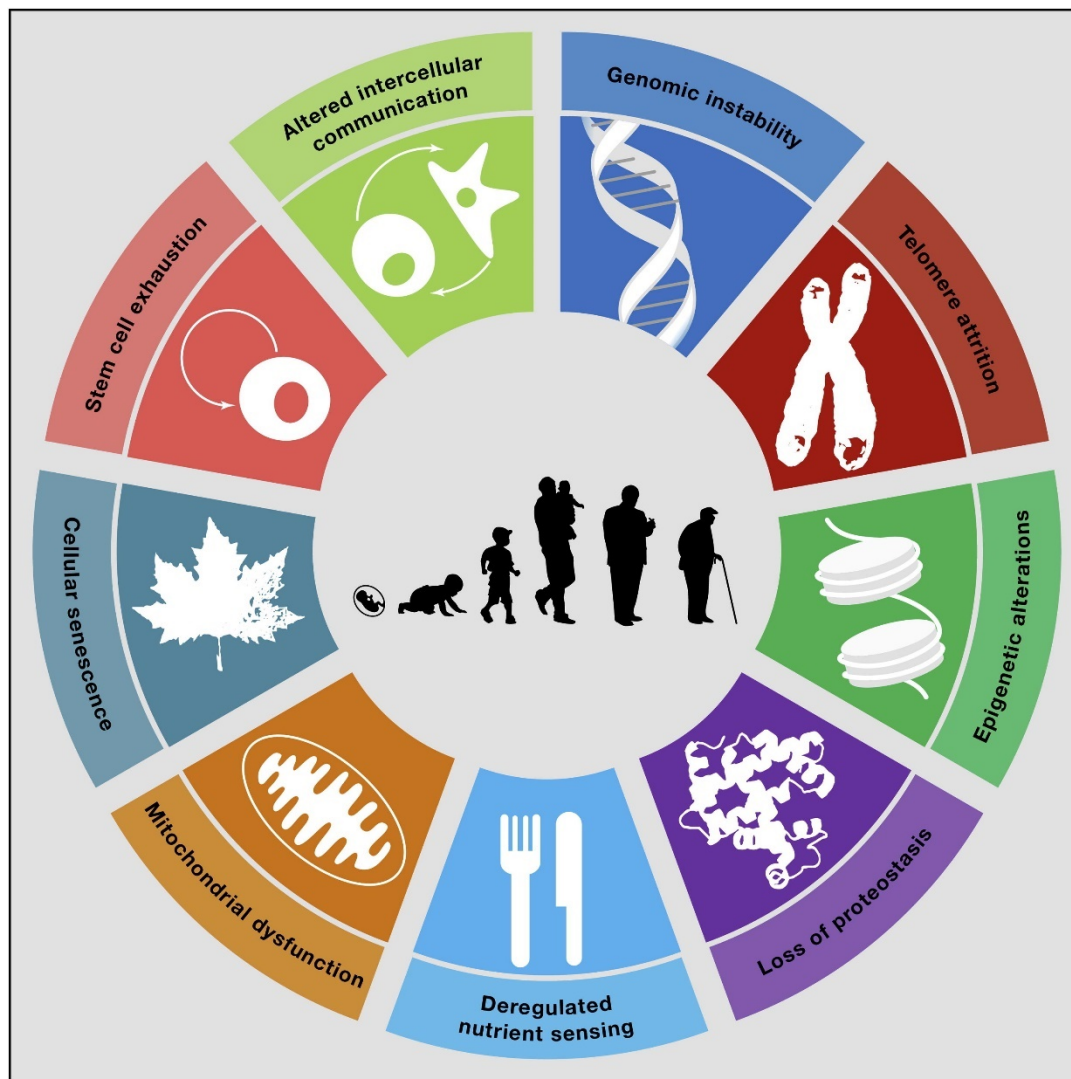 Genomic instability
Telomere attrition
Epigenetic alterations
Loss of proteostasis
Deregulated
nutrient sensing
Mitochondrial dysfunction
Cellular senescence
Stem cell exhaustion
Altered intercellular
communication